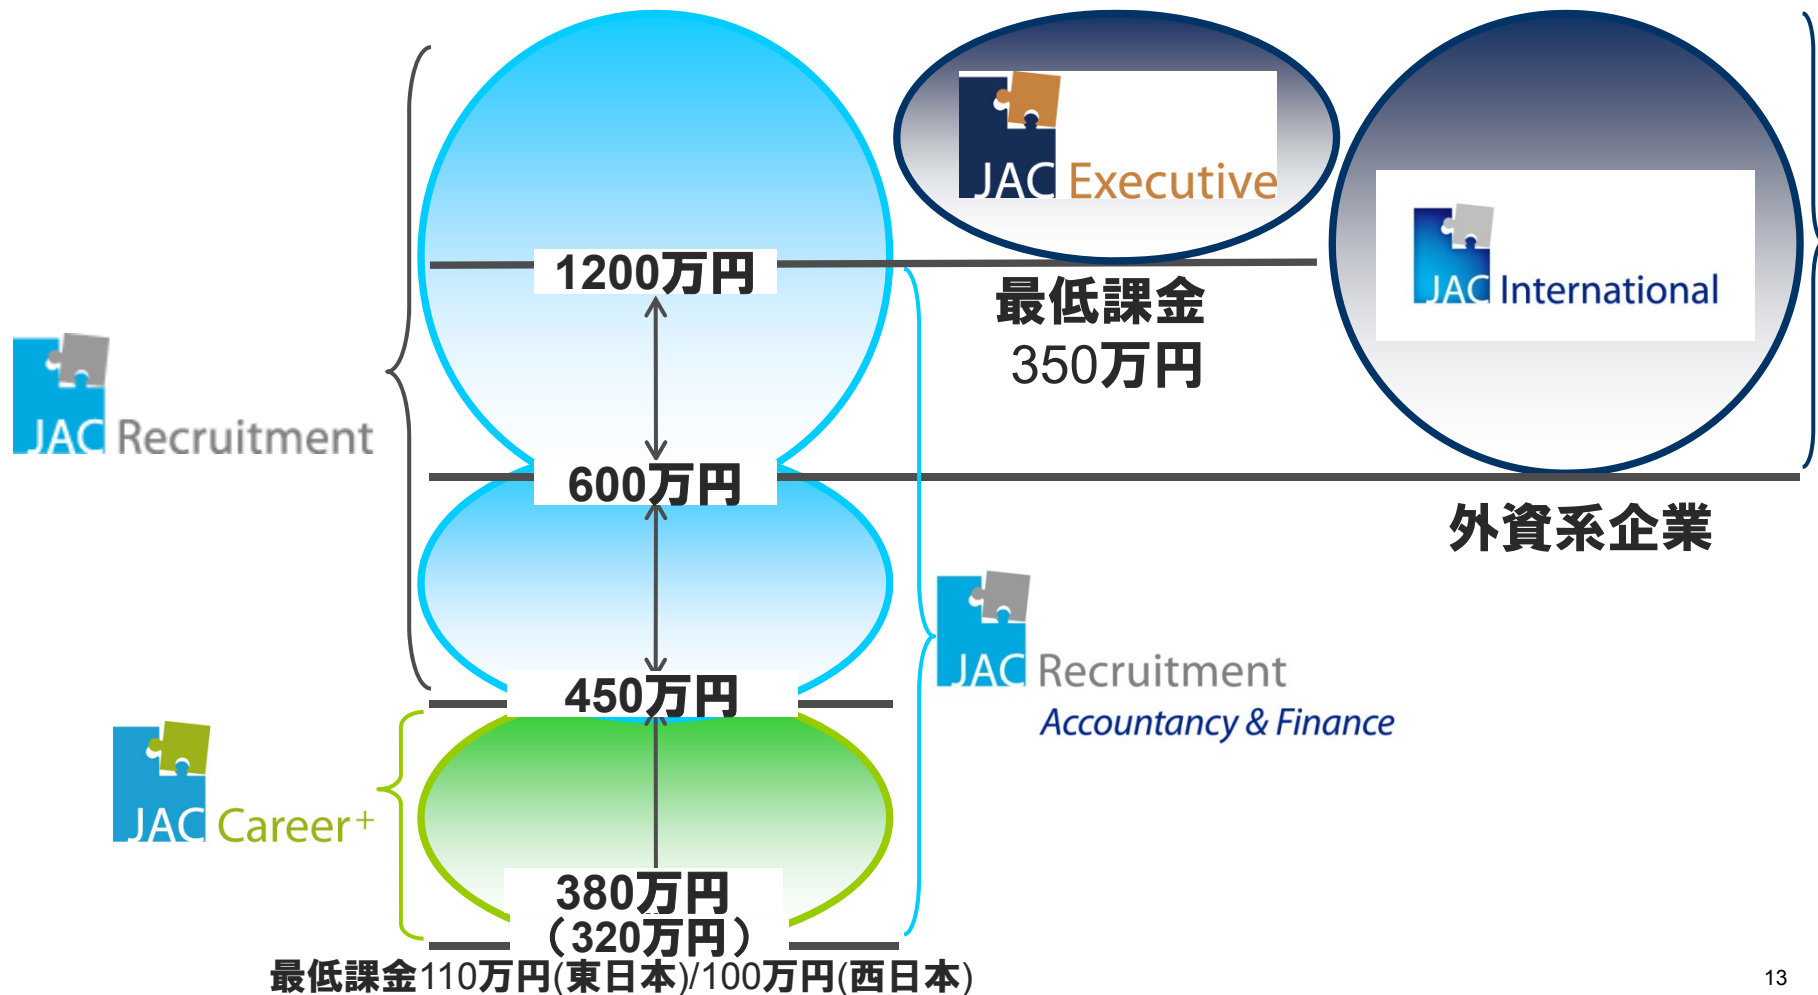 JAC Executive
1200万円
JAC International
最低課金
350万円
JAC Recruitment
600万円
外資系企業
JAC Recruitment
Accountancy & Finance
450万円
JAC Career+
380万円
（320万円）
最低課金110万円(東日本)/100万円(西日本)
13